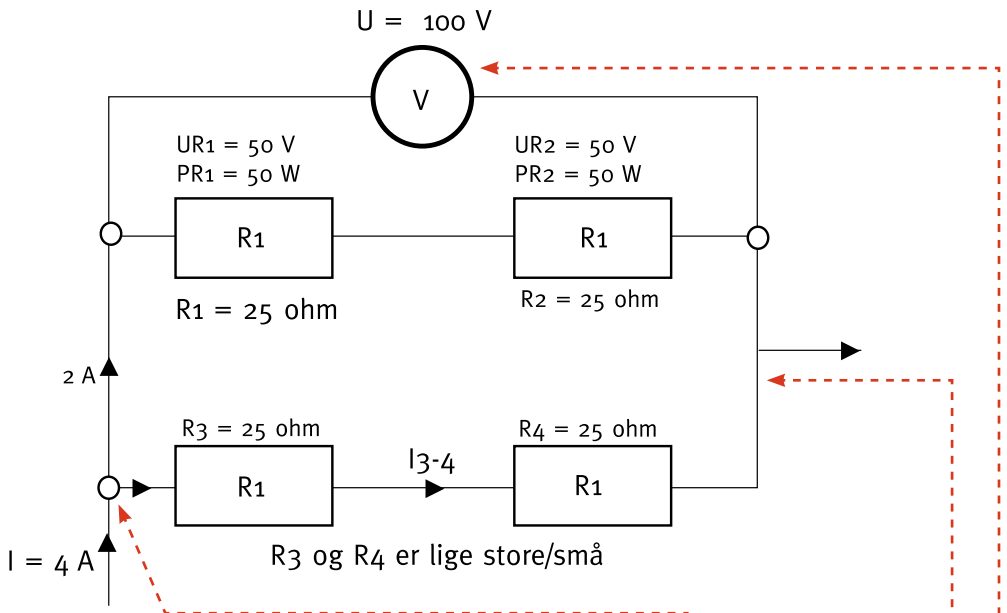 U = 100 V
V
UR1 = 50 V
PR1 = 50 W
UR2 = 50 V
PR2 = 50 W
R1
R1
R1 = 25 ohm
R2 = 25 ohm
2 A
R3 = 25 ohm
I3-4
R4 = 25 ohm
R1
R1
I = 4 A
R3 og R4 er lige store/små